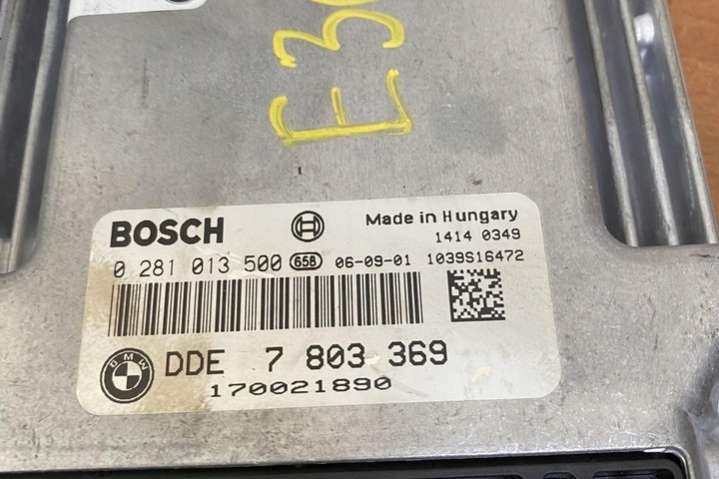 BOSCH
Made in Hungary
1414 0349
0 281 013 500 658 06-09-01 1039S16472
BMW
DDE 7 803 369
170021890